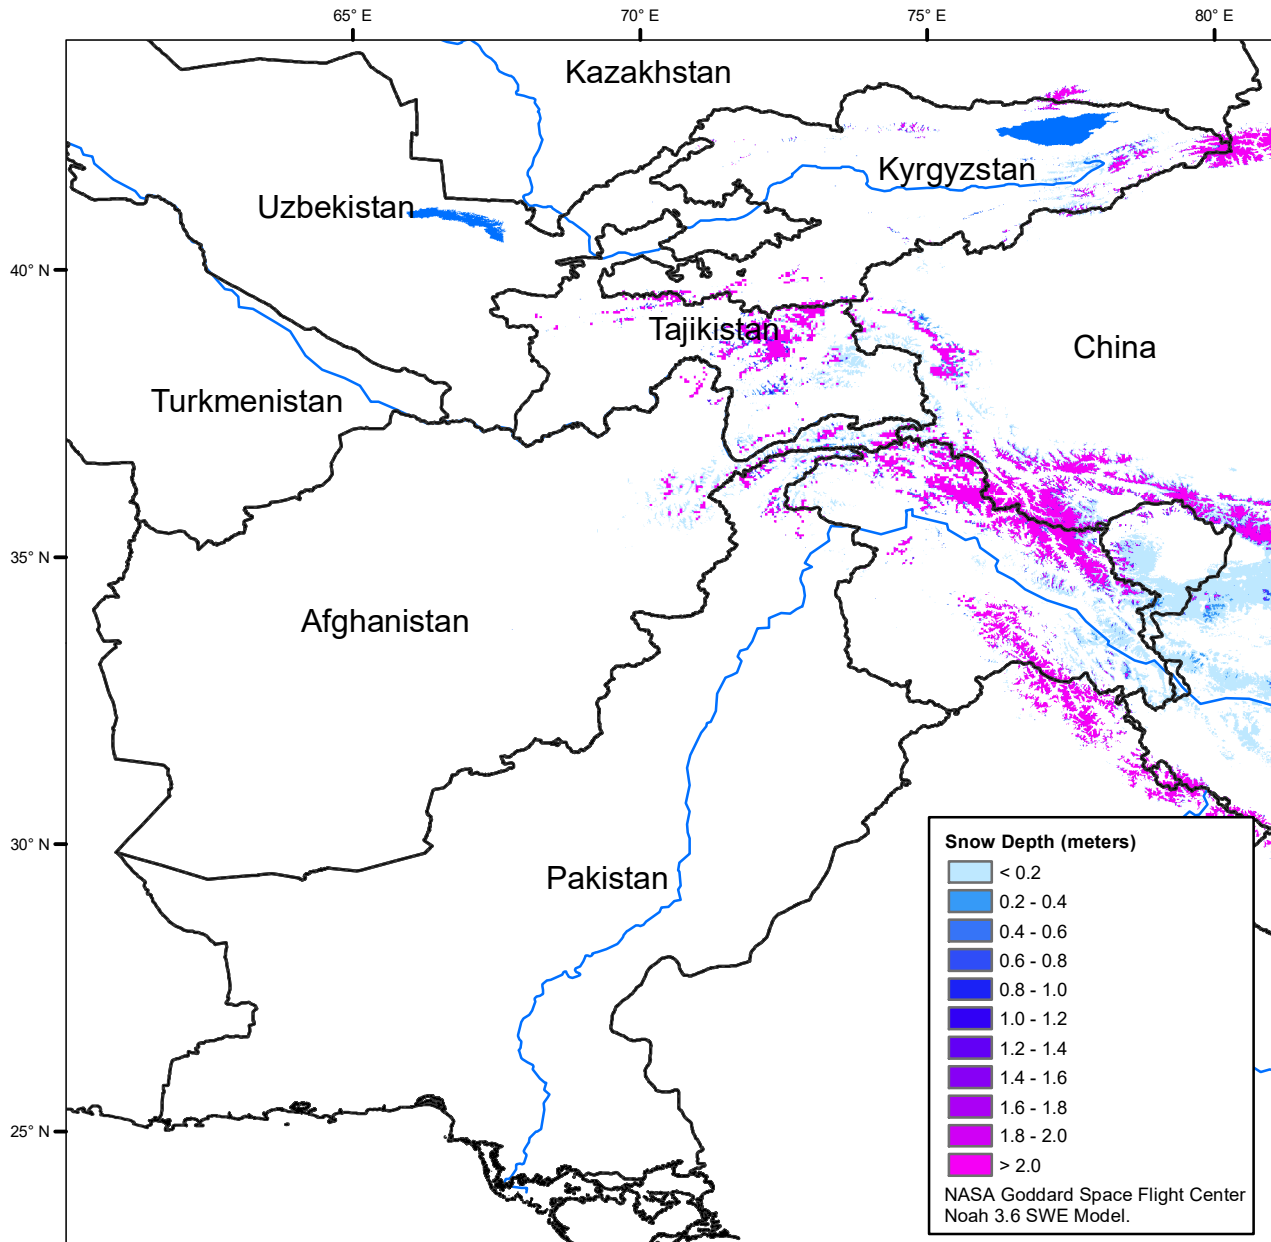 65° E
70° E
75° E
80° E
Kazakhstan
Kyrgyzstan
Uzbekistan
40° N
Tajikistan
China
Turkmenistan
35° N
Afghanistan
30° N
Pakistan
25° N
Snow Depth (meters)
< 0.2
0.2 - 0.4
0.4 - 0.6
0.6 - 0.8
0.8 - 1.0
1.0 - 1.2
1.2 - 1.4
1.4 - 1.6
1.6 - 1.8
1.8 - 2.0
> 2.0
NASA Goddard Space Flight Center
Noah 3.6 SWE Model.